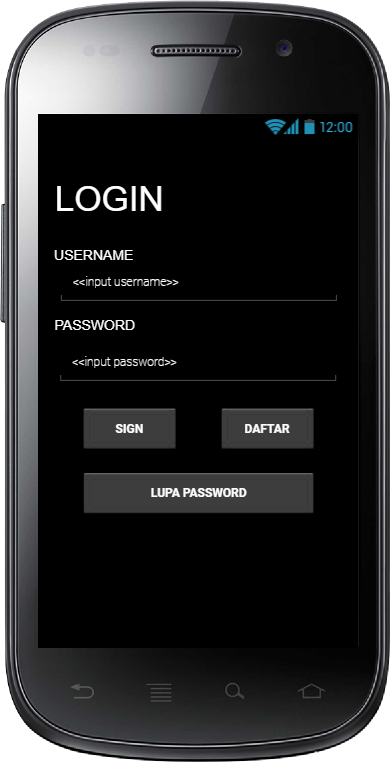 12:00
LOGIN
USERNAME
<<input username>>
PASSWORD
<<input password>>
SIGN DAFTAR
LUPA PASSWORD